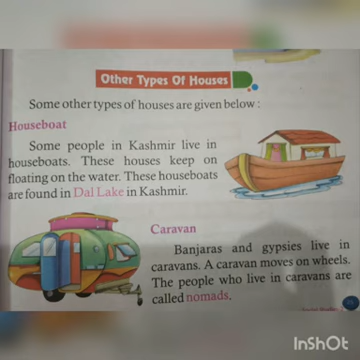 Other Types Of Houses
Some other types of houses are given below :
Houseboat
Some people in Kashmir live in
houseboats. These houses keep on
floating on the water. These houseboats
are found in Dal Lake in Kashmir.
Caravan
Banjaras and gypsies live in
caravans. A caravan moves on wheels.
The people who live in caravans are
called nomads.
InShOt